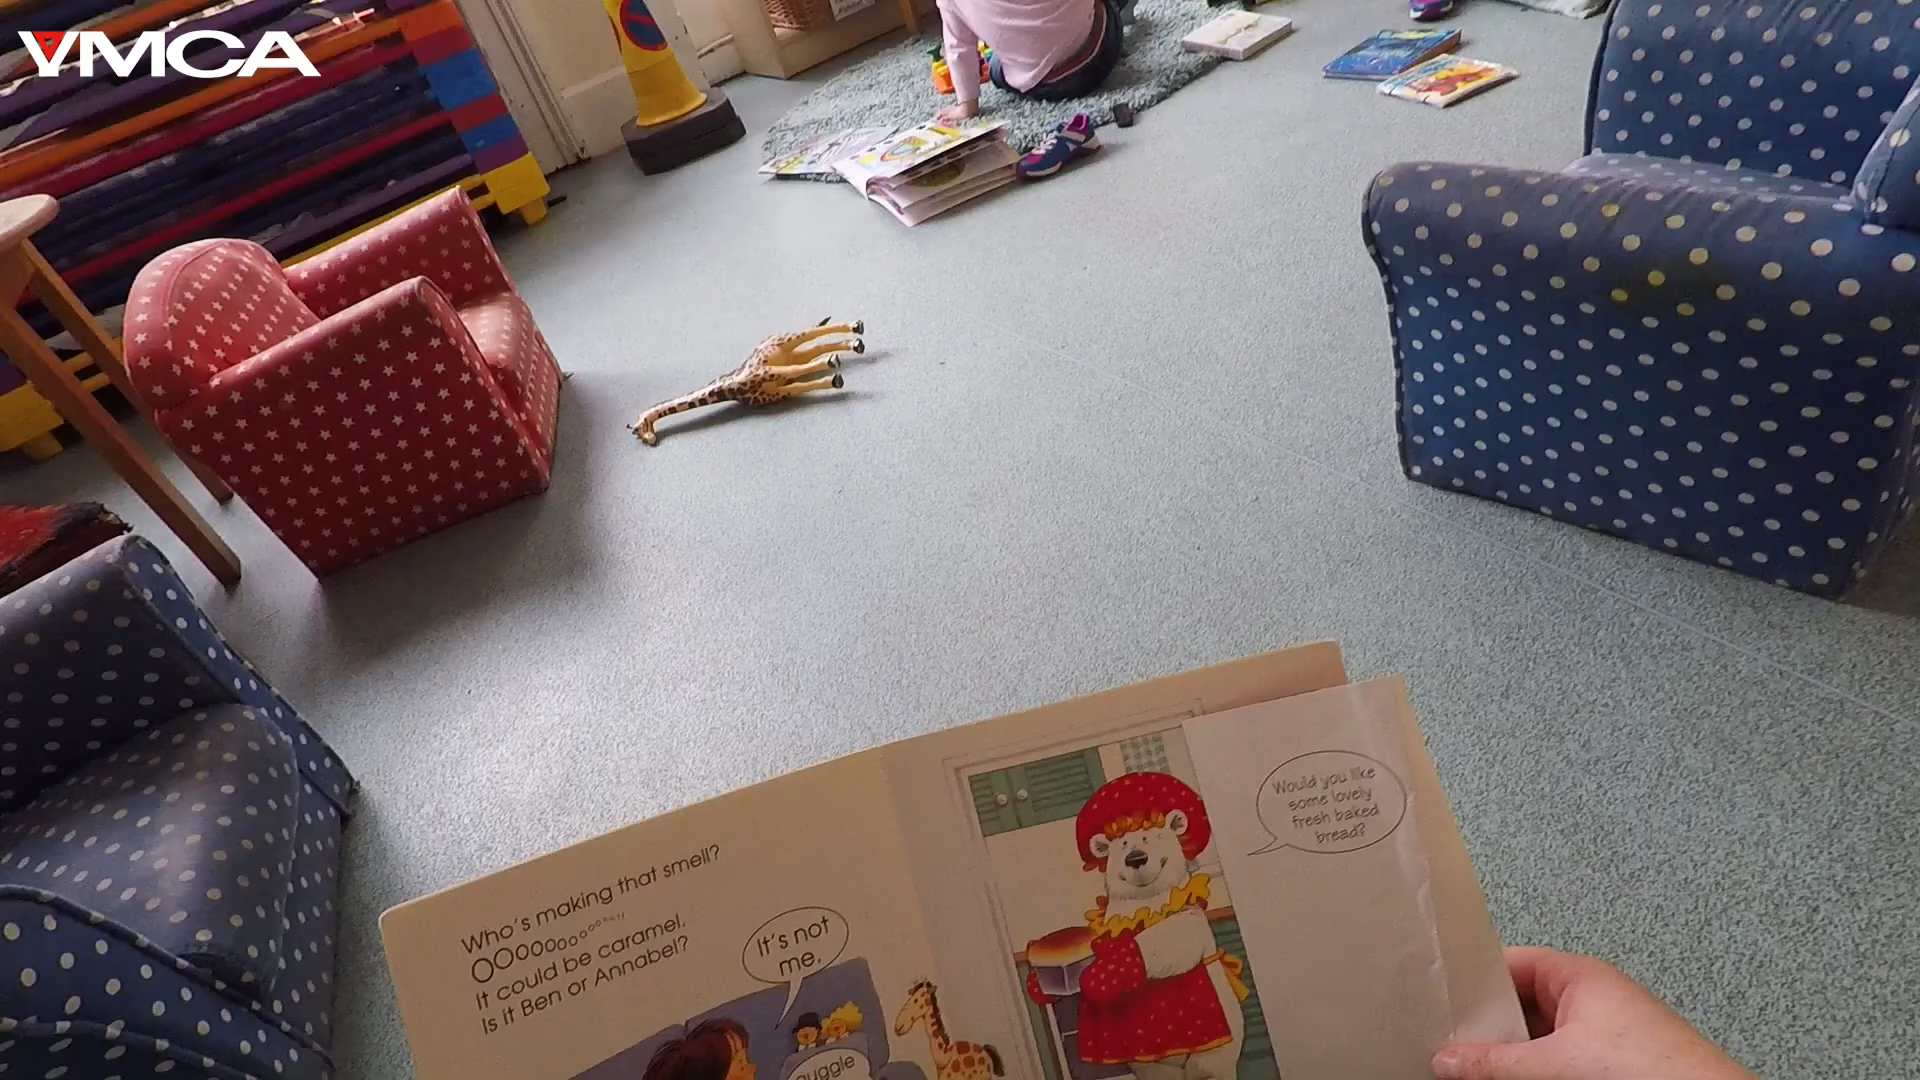 YMCA
Who's making that smell?
OOoooooooo
It could be caramel.
Is it Ben or Annabel?
It's not
me.
Would you like
some lovely
fresh baked
bread?